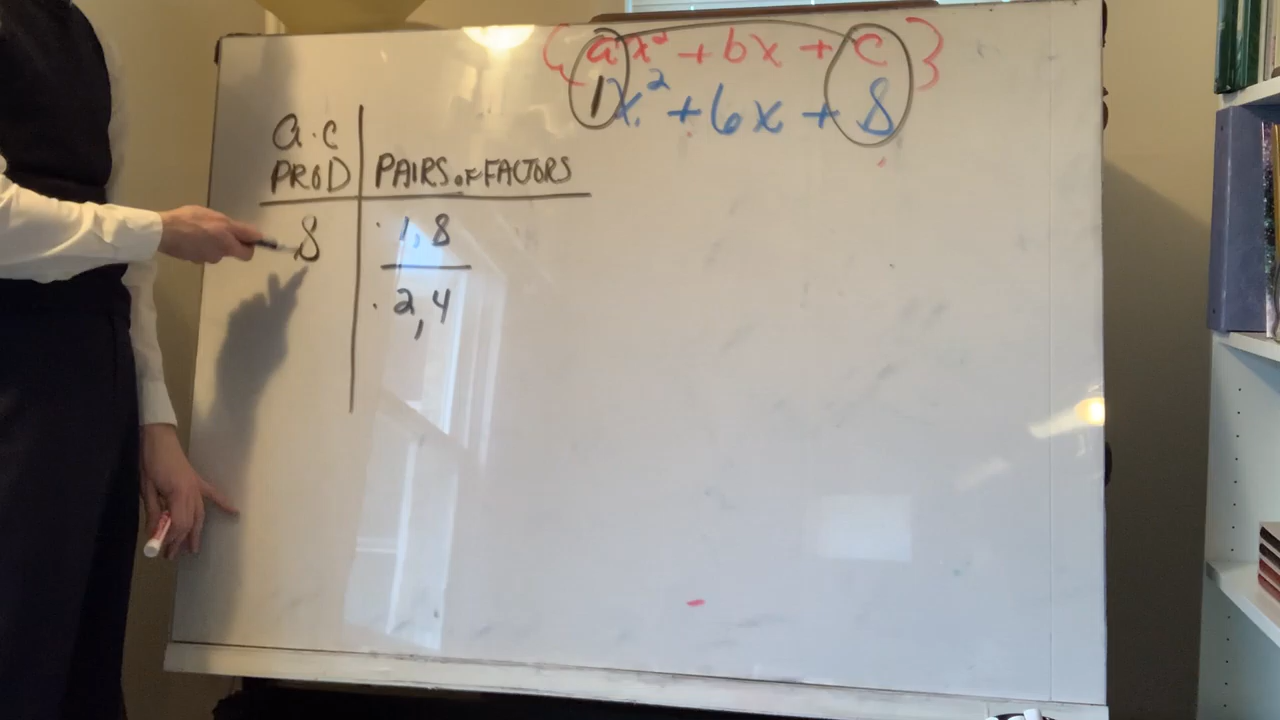 {ax² + bx + c}
1x² + 6x + 8
a·c
PROD | PAIRS OF FACTORS
8 | · 1, 8
· 2, 4